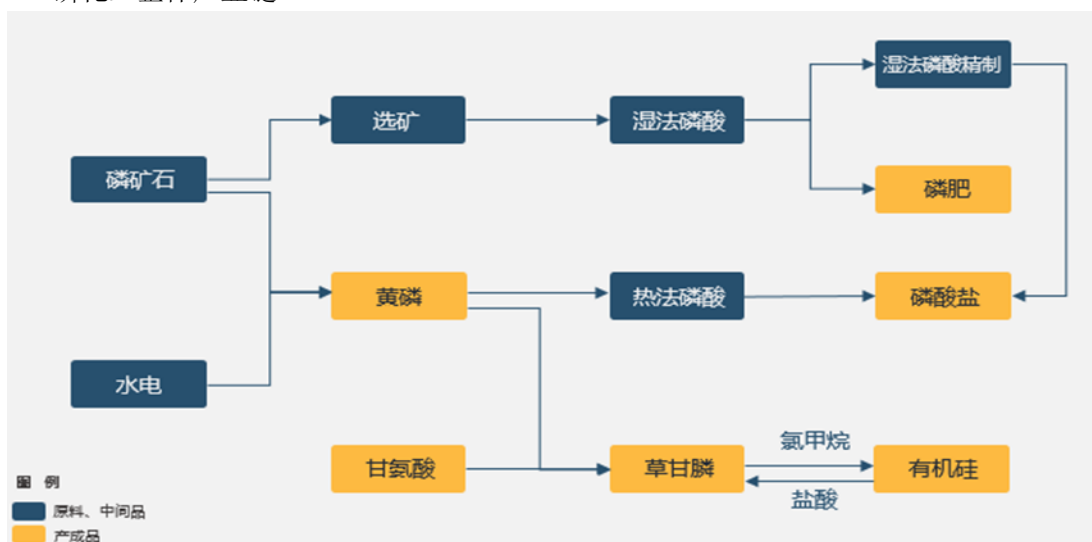 湿法磷酸精制
选矿
湿法磷酸
磷矿石
磷肥
黄磷
热法磷酸
磷酸盐
水电
氯甲烷
甘氨酸
草甘膦
有机硅
盐酸
图 例
原料、中间品
产成品